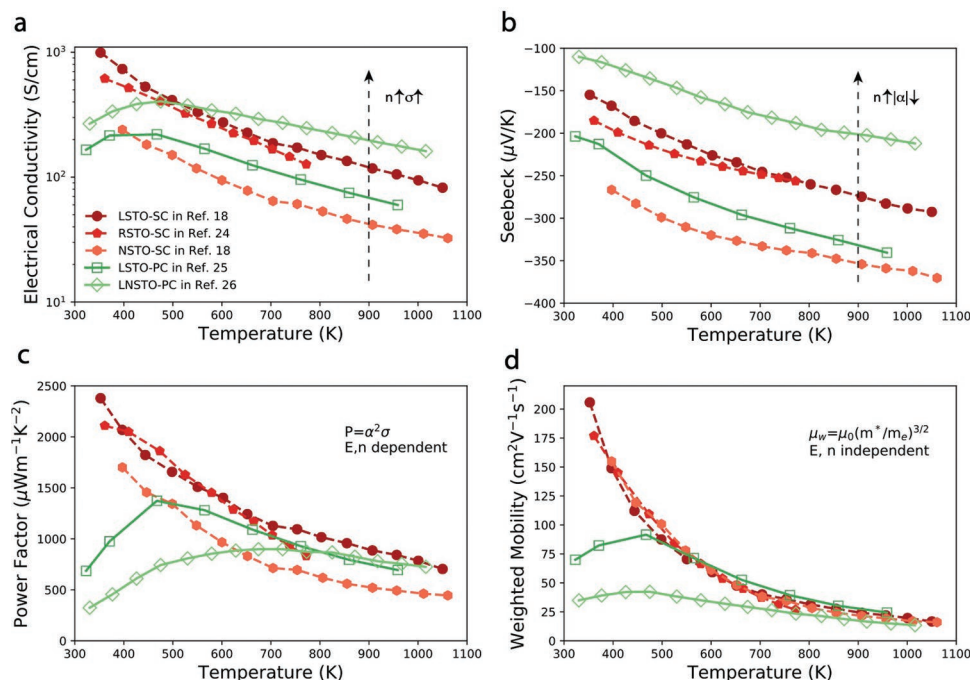 a
Electrical Conductivity (S/cm)
10³
10²
10¹
n↑σ↑
LSTO-SC in Ref. 18
RSTO-SC in Ref. 24
NSTO-SC in Ref. 18
LSTO-PC in Ref. 25
LNSTO-PC in Ref. 26
300 400 500 600 700 800 900 1000 1100
Temperature (K)
b
Seebeck (μV/K)
−100
−150
−200
−250
−300
−350
−400
n↑|α|↓
300 400 500 600 700 800 900 1000 1100
Temperature (K)
c
Power Factor (μWm⁻¹K⁻²)
2500
2000
1500
1000
500
0
P=α²σ
E,n dependent
300 400 500 600 700 800 900 1000 1100
Temperature (K)
d
Weighted Mobility (cm²V⁻¹s⁻¹)
200
175
150
125
100
75
50
25
0
μw=μ0(m*/me)^3/2
E, n independent
300 400 500 600 700 800 900 1000 1100
Temperature (K)